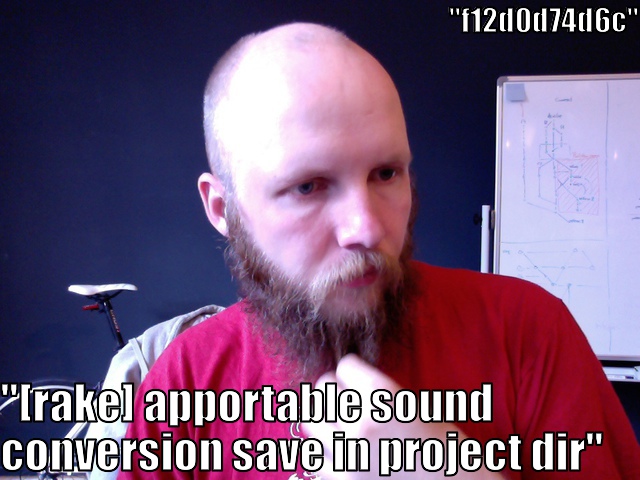 "f12d0d74d6c"
"[rake] apportable sound
conversion save in project dir"